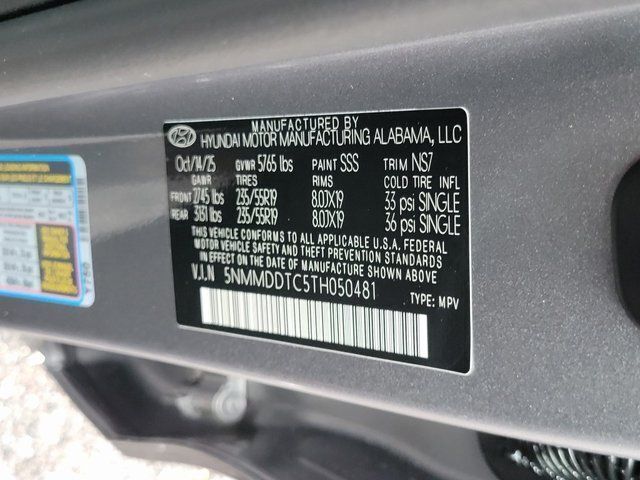 MANUFACTURED BY
HYUNDAI MOTOR MANUFACTURING ALABAMA, LLC
Oct/14/25 GVWR 5765 lbs PAINT SSS TRIM NS7
GAWR TIRES RIMS COLD TIRE INFL
FRONT 2745 lbs 235/55R19 8.0JX19 33 psi SINGLE
REAR 3131 lbs 235/55R19 8.0JX19 36 psi SINGLE
THIS VEHICLE CONFORMS TO ALL APPLICABLE U.S.A. FEDERAL
MOTOR VEHICLE SAFETY AND THEFT PREVENTION STANDARDS
IN EFFECT ON THE DATE OF MANUFACTURE SHOWN ABOVE.
V.I.N 5NMMDDTC5TH050481
TYPE: MPV